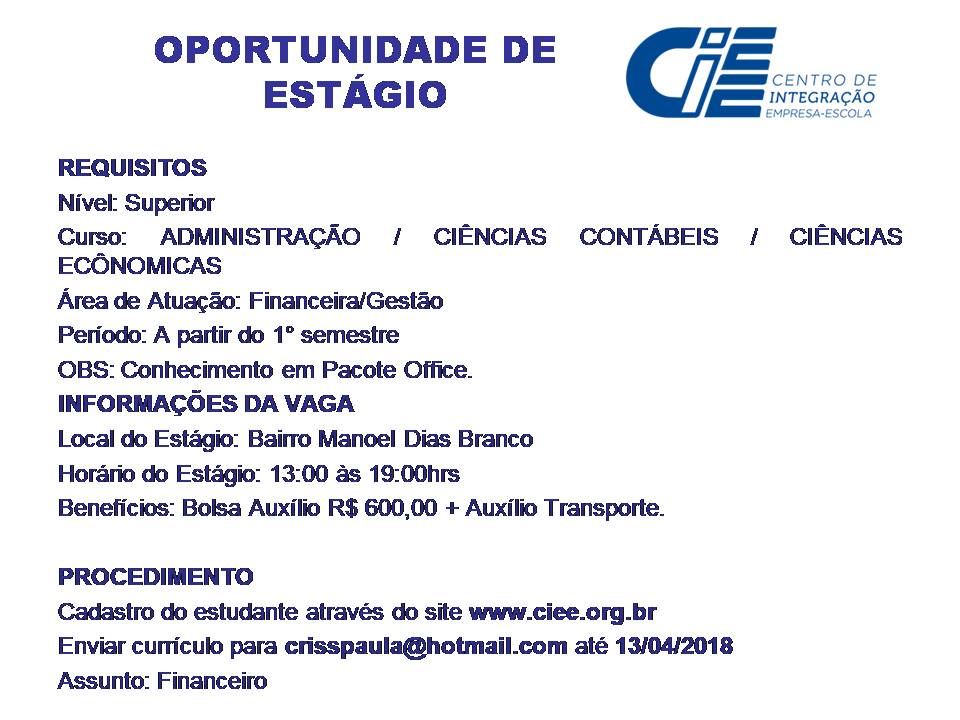 OPORTUNIDADE DE
ESTÁGIO
CIEE
CENTRO DE
INTEGRAÇÃO
EMPRESA-ESCOLA
REQUISITOS
Nível: Superior
Curso: ADMINISTRAÇÃO / CIÊNCIAS CONTÁBEIS / CIÊNCIAS
ECÔNOMICAS
Área de Atuação: Financeira/Gestão
Período: A partir do 1° semestre
OBS: Conhecimento em Pacote Office.
INFORMAÇÕES DA VAGA
Local do Estágio: Bairro Manoel Dias Branco
Horário do Estágio: 13:00 às 19:00hrs
Benefícios: Bolsa Auxílio R$ 600,00 + Auxílio Transporte.
PROCEDIMENTO
Cadastro do estudante através do site www.ciee.org.br
Enviar currículo para crisspaula@hotmail.com até 13/04/2018
Assunto: Financeiro